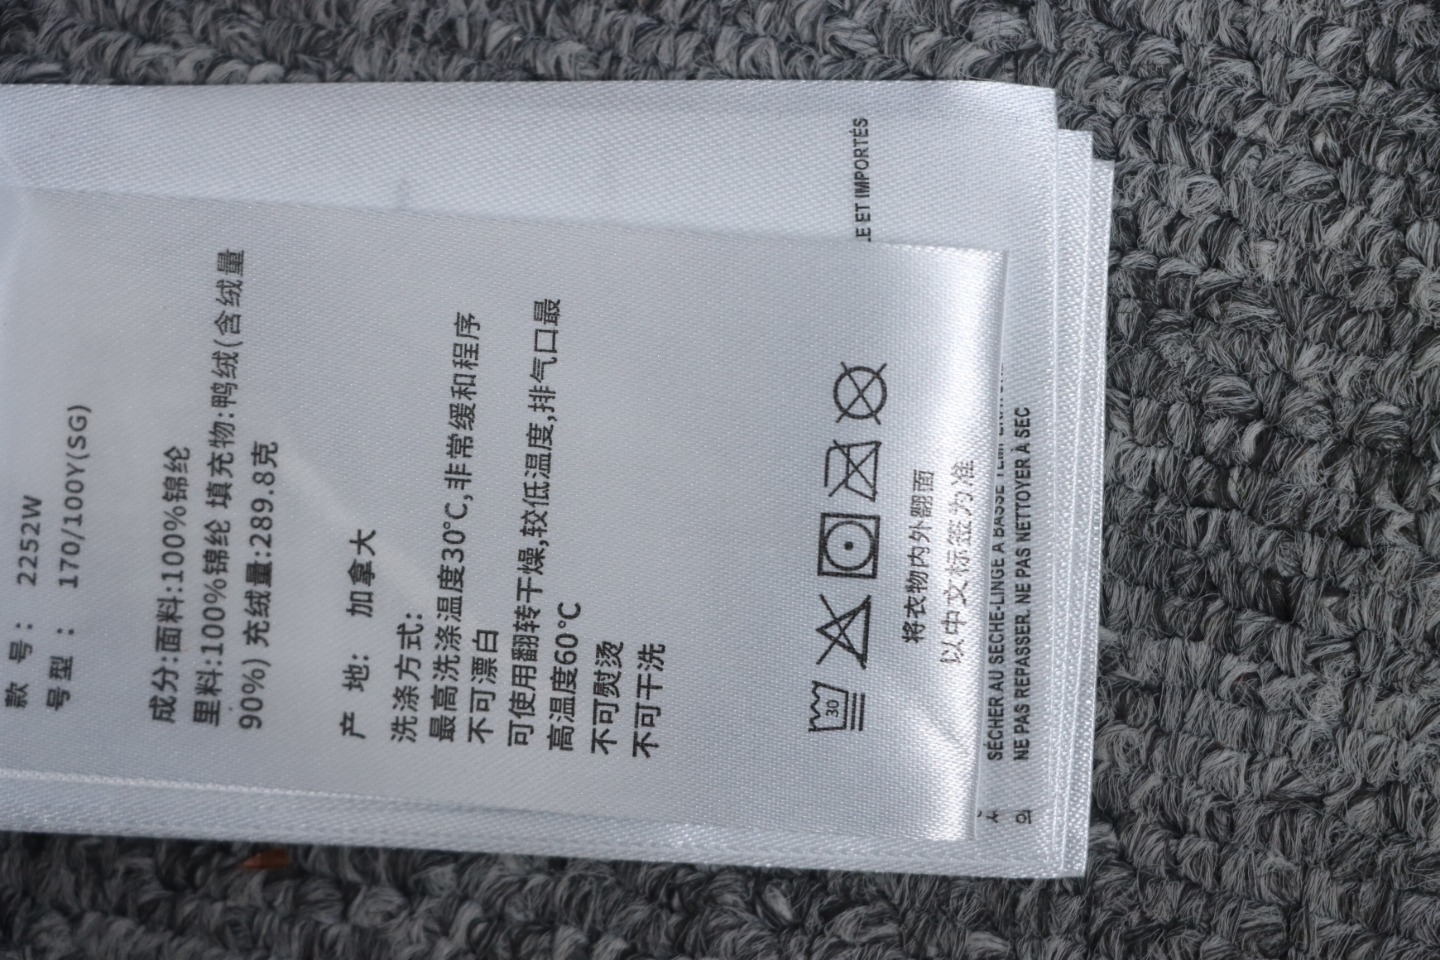 款 号： 2252W
号型 ： 170/100Y(SG)
成分:面料:100%锦纶
里料:100%锦纶 填充物:鸭绒(含绒量
90%) 充绒量:289.8克
产 地: 加拿大
洗涤方式:
最高洗涤温度30℃,非常缓和程序
不可漂白
可使用翻转干燥,较低温度,排气口最
高温度60℃
不可熨烫
不可干洗
30
将衣物内外翻面
以中文标签为准
E ET IMPORTÉS
SÉCHER AU SÈCHE-LINGE À BASSE
NE PAS REPASSER. NE PAS NETTOYER À SEC